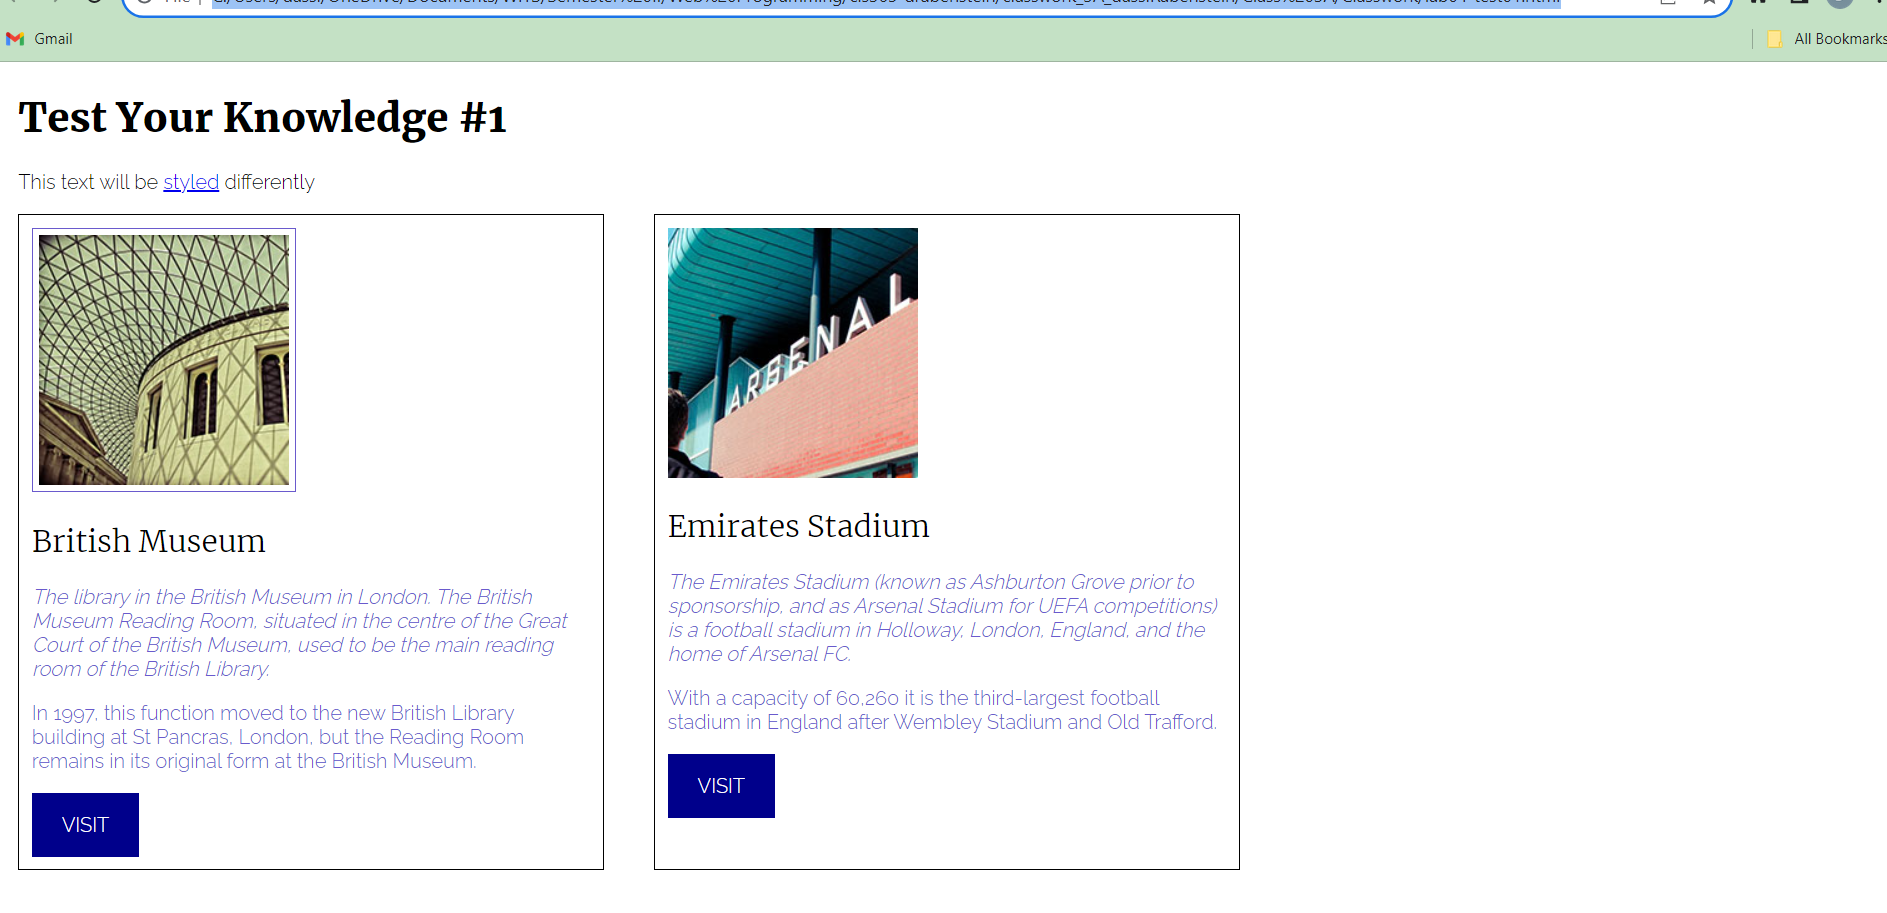 Gmail
All Bookmarks
Test Your Knowledge #1
This text will be styled differently
ARSENAL
British Museum
The library in the British Museum in London. The British
Museum Reading Room, situated in the centre of the Great
Court of the British Museum, used to be the main reading
room of the British Library.
In 1997, this function moved to the new British Library
building at St Pancras, London, but the Reading Room
remains in its original form at the British Museum.
VISIT
Emirates Stadium
The Emirates Stadium (known as Ashburton Grove prior to
sponsorship, and as Arsenal Stadium for UEFA competitions)
is a football stadium in Holloway, London, England, and the
home of Arsenal FC.
With a capacity of 60,260 it is the third-largest football
stadium in England after Wembley Stadium and Old Trafford.
VISIT